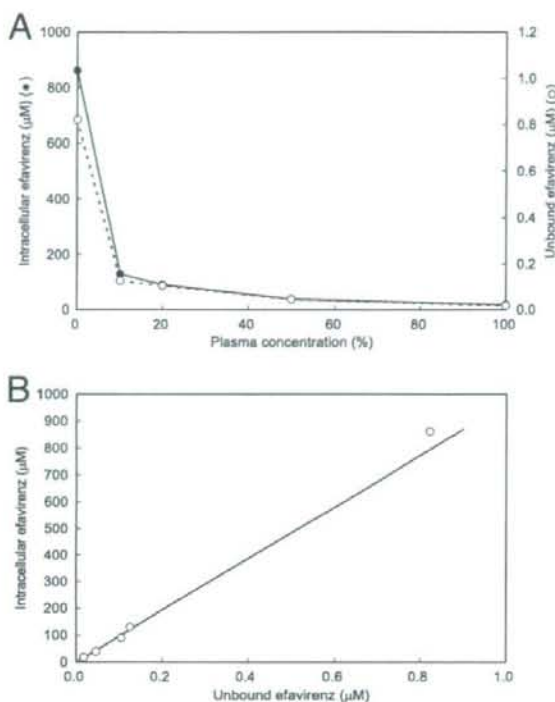 A
Intracellular efavirenz (μM) (●)
1000
800
600
400
200
0
Unbound efavirenz (μM) (○)
1.2
1.0
0.8
0.6
0.4
0.2
0.0
0 20 40 60 80 100
Plasma concentration (%)
B
Intracellular efavirenz (μM)
1000
900
800
700
600
500
400
300
200
100
0
0.0 0.2 0.4 0.6 0.8 1.0
Unbound efavirenz (μM)